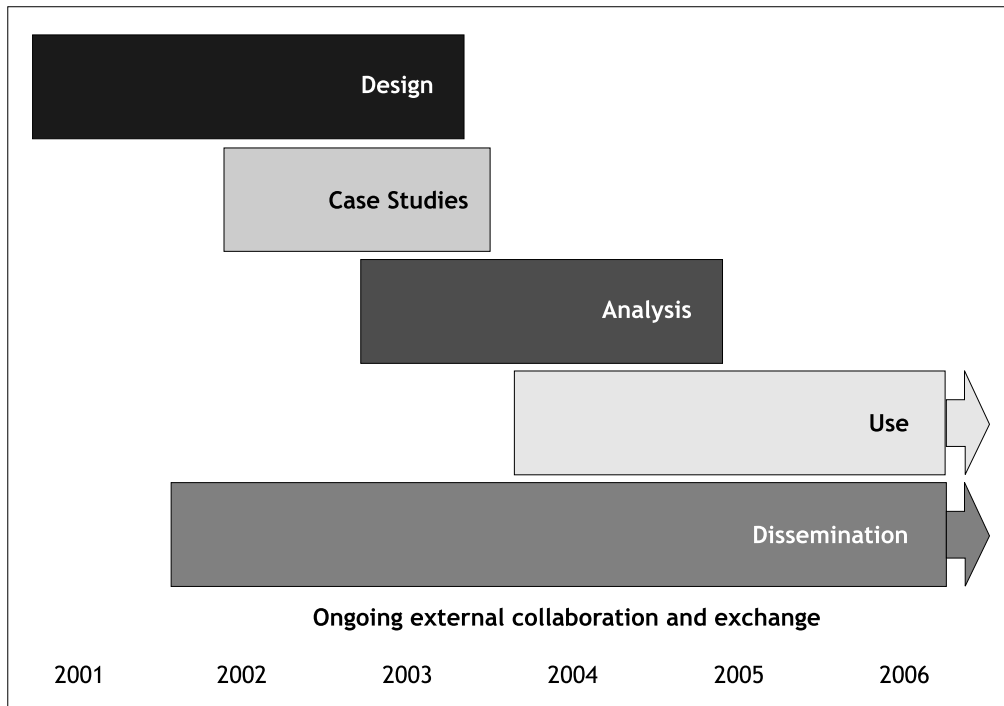 Design
Case Studies
Analysis
Use
Dissemination
Ongoing external collaboration and exchange
2001 2002 2003 2004 2005 2006